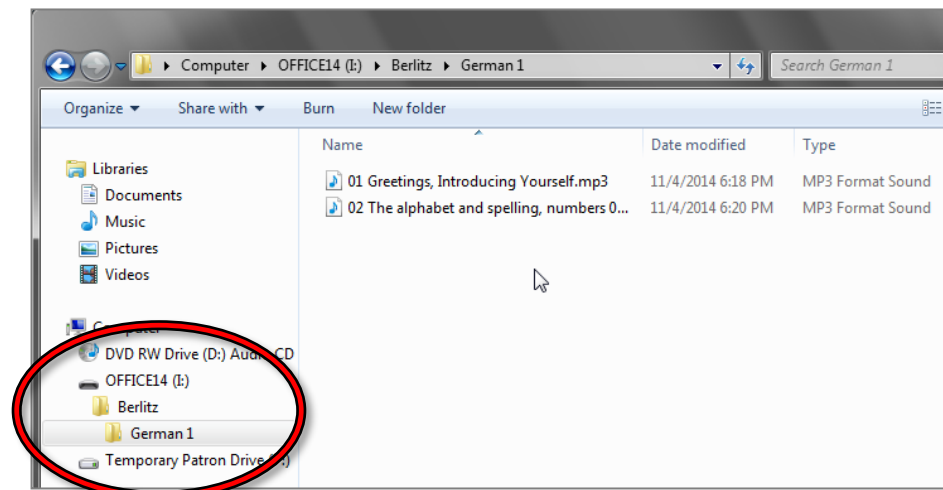 Computer ▸ OFFICE14 (I:) ▸ Berlitz ▸ German 1
Search German 1
Organize Share with Burn New folder
Name Date modified Type
Libraries
Documents
Music
Pictures
Videos
01 Greetings, Introducing Yourself.mp3 11/4/2014 6:18 PM MP3 Format Sound
02 The alphabet and spelling, numbers 0... 11/4/2014 6:20 PM MP3 Format Sound
Computer
DVD RW Drive (D:) Audio CD
OFFICE14 (I:)
Berlitz
German 1
Temporary Patron Drive